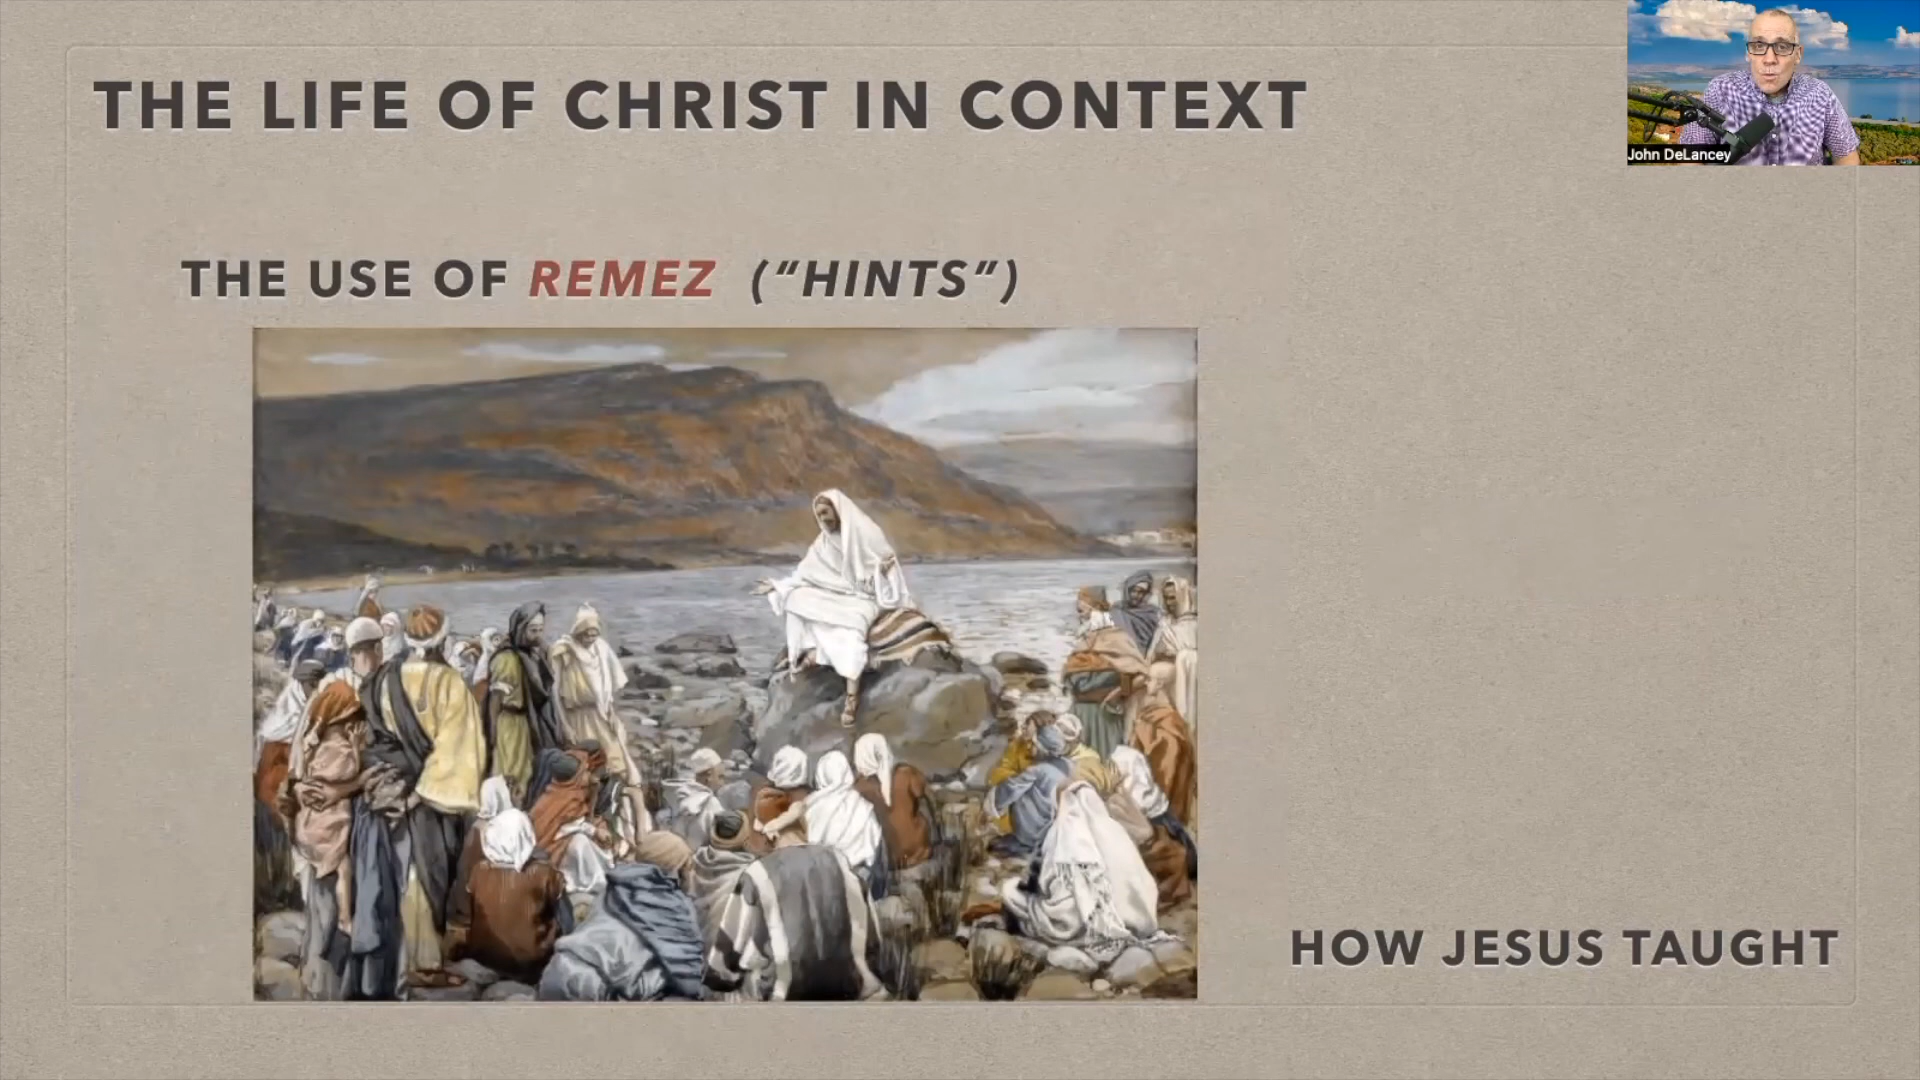 THE LIFE OF CHRIST IN CONTEXT
John DeLancey
THE USE OF REMEZ (“HINTS”)
HOW JESUS TAUGHT